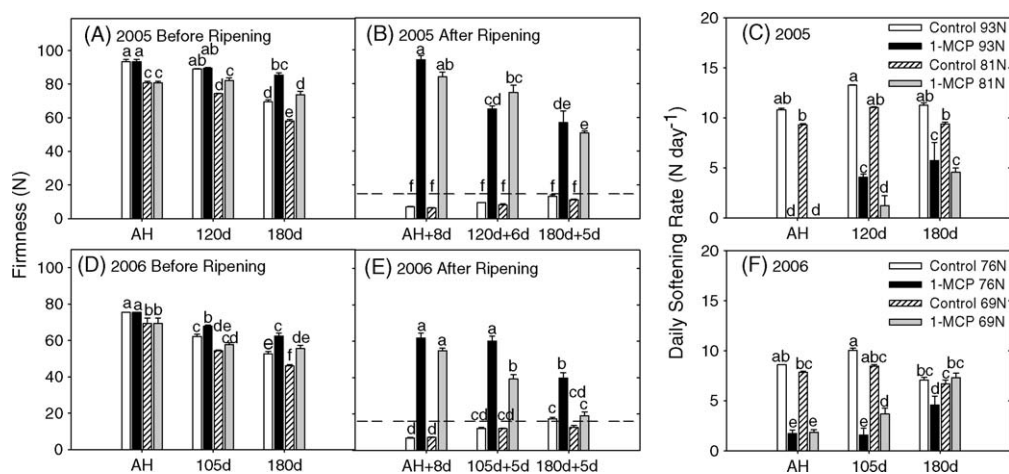 (A) 2005 Before Ripening
a a c c
ab ab d c
d bc e d
100
80
60
40
20
0
AH 120d 180d
(B) 2005 After Ripening
f a f a
f cd f c
f de f e
AH+8d 120d+6d 180d+5d
(C) 2005
Control 93N
1-MCP 93N
Control 81N
1-MCP 81N
ab d b d
a c ab d
ab c b c
20
15
10
5
0
AH 120d 180d
(D) 2006 Before Ripening
a a b b
c b de cd
e c f de
80
60
40
20
0
AH 105d 180d
(E) 2006 After Ripening
d a d a
cd a cd b
c b cd c
AH+8d 105d+5d 180d+5d
(F) 2006
Control 76N
1-MCP 76N
Control 69N
1-MCP 69N
ab e bc e
a e abc d
bc d c bc
20
15
10
5
0
AH 105d 180d
Firmness (N)
Daily Softening Rate (N day⁻¹)